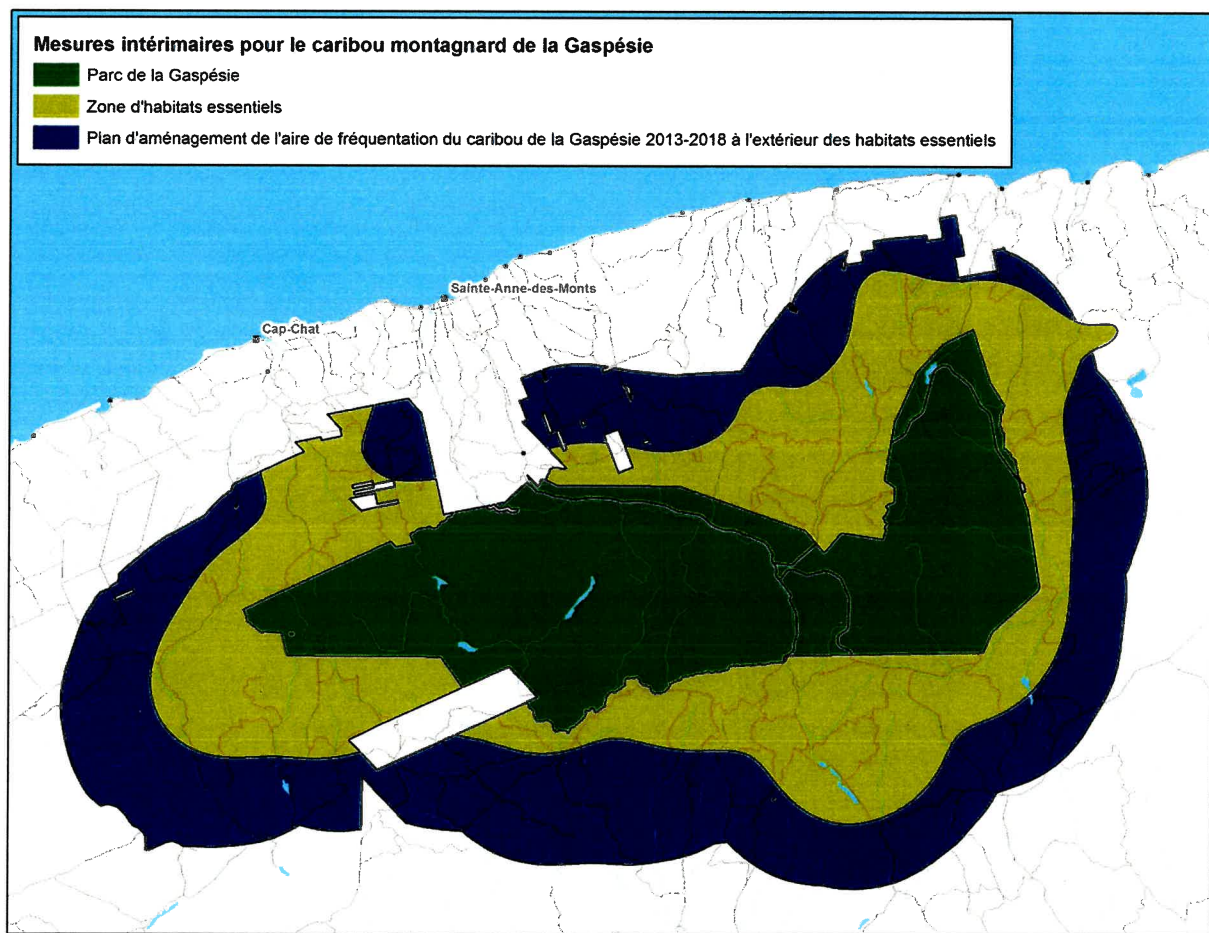 Mesures intérimaires pour le caribou montagnard de la Gaspésie
Parc de la Gaspésie
Zone d'habitats essentiels
Plan d'aménagement de l'aire de fréquentation du caribou de la Gaspésie 2013-2018 à l'extérieur des habitats essentiels
Sainte-Anne-des-Monts
Cap-Chat